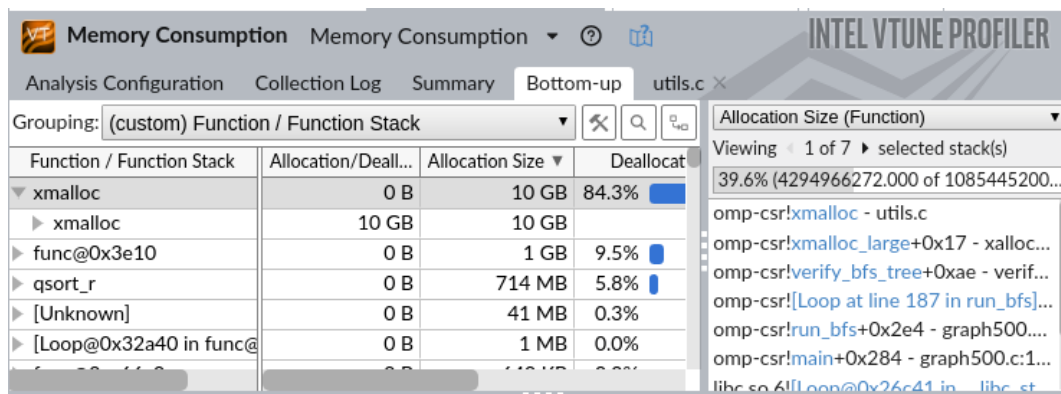 VT Memory Consumption Memory Consumption INTEL VTUNE PROFILER
Analysis Configuration Collection Log Summary Bottom-up utils.c
Grouping: (custom) Function / Function Stack
Function / Function Stack Allocation/Deall... Allocation Size Deallocat
xmalloc 0 B 10 GB 84.3%
xmalloc 10 GB 10 GB
func@0x3e10 0 B 1 GB 9.5%
qsort_r 0 B 714 MB 5.8%
[Unknown] 0 B 41 MB 0.3%
[Loop@0x32a40 in func@ 0 B 1 MB 0.0%
Allocation Size (Function)
Viewing 1 of 7 selected stack(s)
39.6% (4294966272.000 of 1085445200...
omp-csr!xmalloc - utils.c
omp-csr!xmalloc_large+0x17 - xalloc...
omp-csr!verify_bfs_tree+0xae - verif...
omp-csr![Loop at line 187 in run_bfs]...
omp-csr!run_bfs+0x2e4 - graph500....
omp-csr!main+0x284 - graph500.c:1...